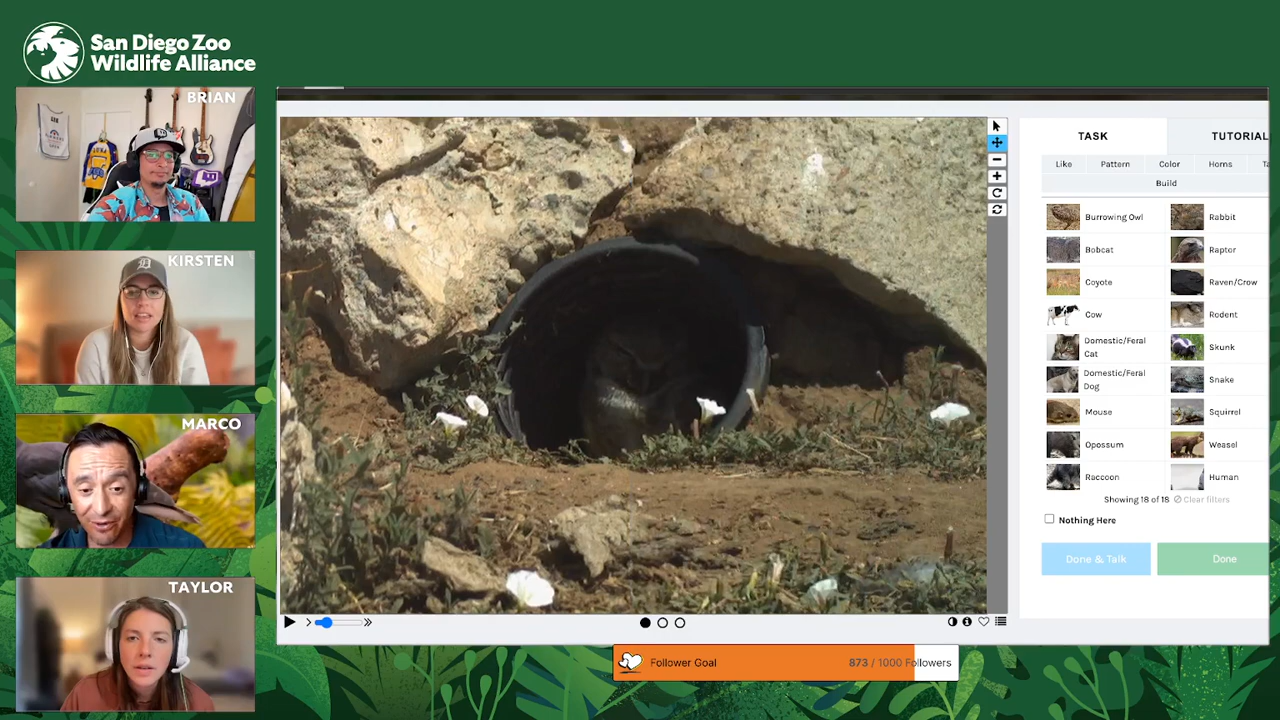 San Diego Zoo
Wildlife Alliance
BRIAN
KIRSTEN
MARCO
TAYLOR
TASK
TUTORIAL
Like
Pattern
Color
Horns
Ta
Build
Burrowing Owl
Rabbit
Bobcat
Raptor
Coyote
Raven/Crow
Cow
Rodent
Domestic/Feral
Cat
Skunk
Domestic/Feral
Dog
Snake
Mouse
Squirrel
Opossum
Weasel
Raccoon
Human
Showing 18 of 18
Clear filters
Nothing Here
Done & Talk
Done
Follower Goal
873 / 1000 Followers